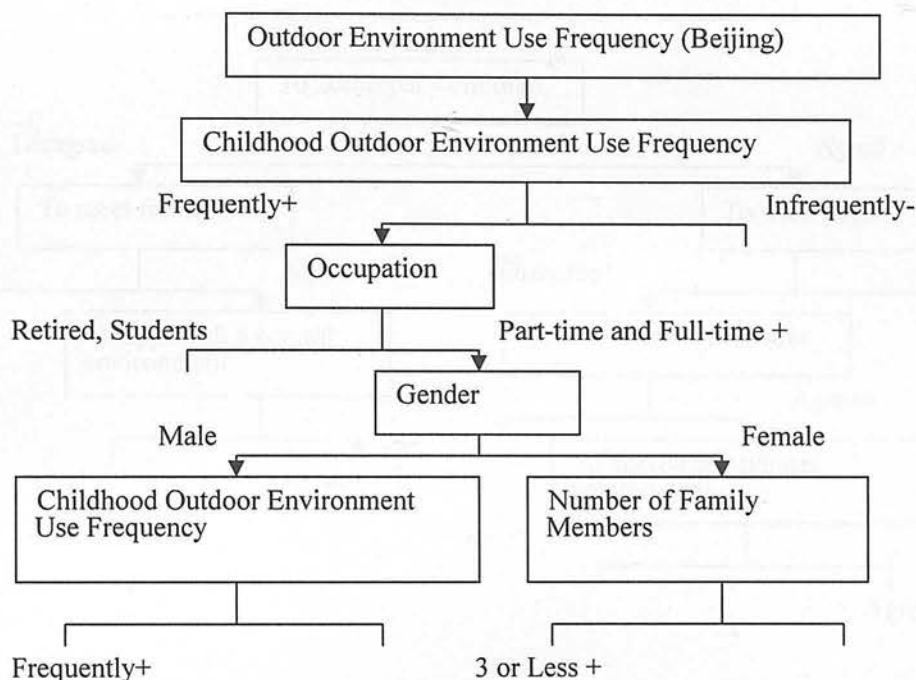 Outdoor Environment Use Frequency (Beijing)
Childhood Outdoor Environment Use Frequency
Frequently+
Infrequently-
Occupation
Retired, Students
Part-time and Full-time +
Gender
Male
Female
Childhood Outdoor Environment
Use Frequency
Number of Family
Members
Frequently+
3 or Less +